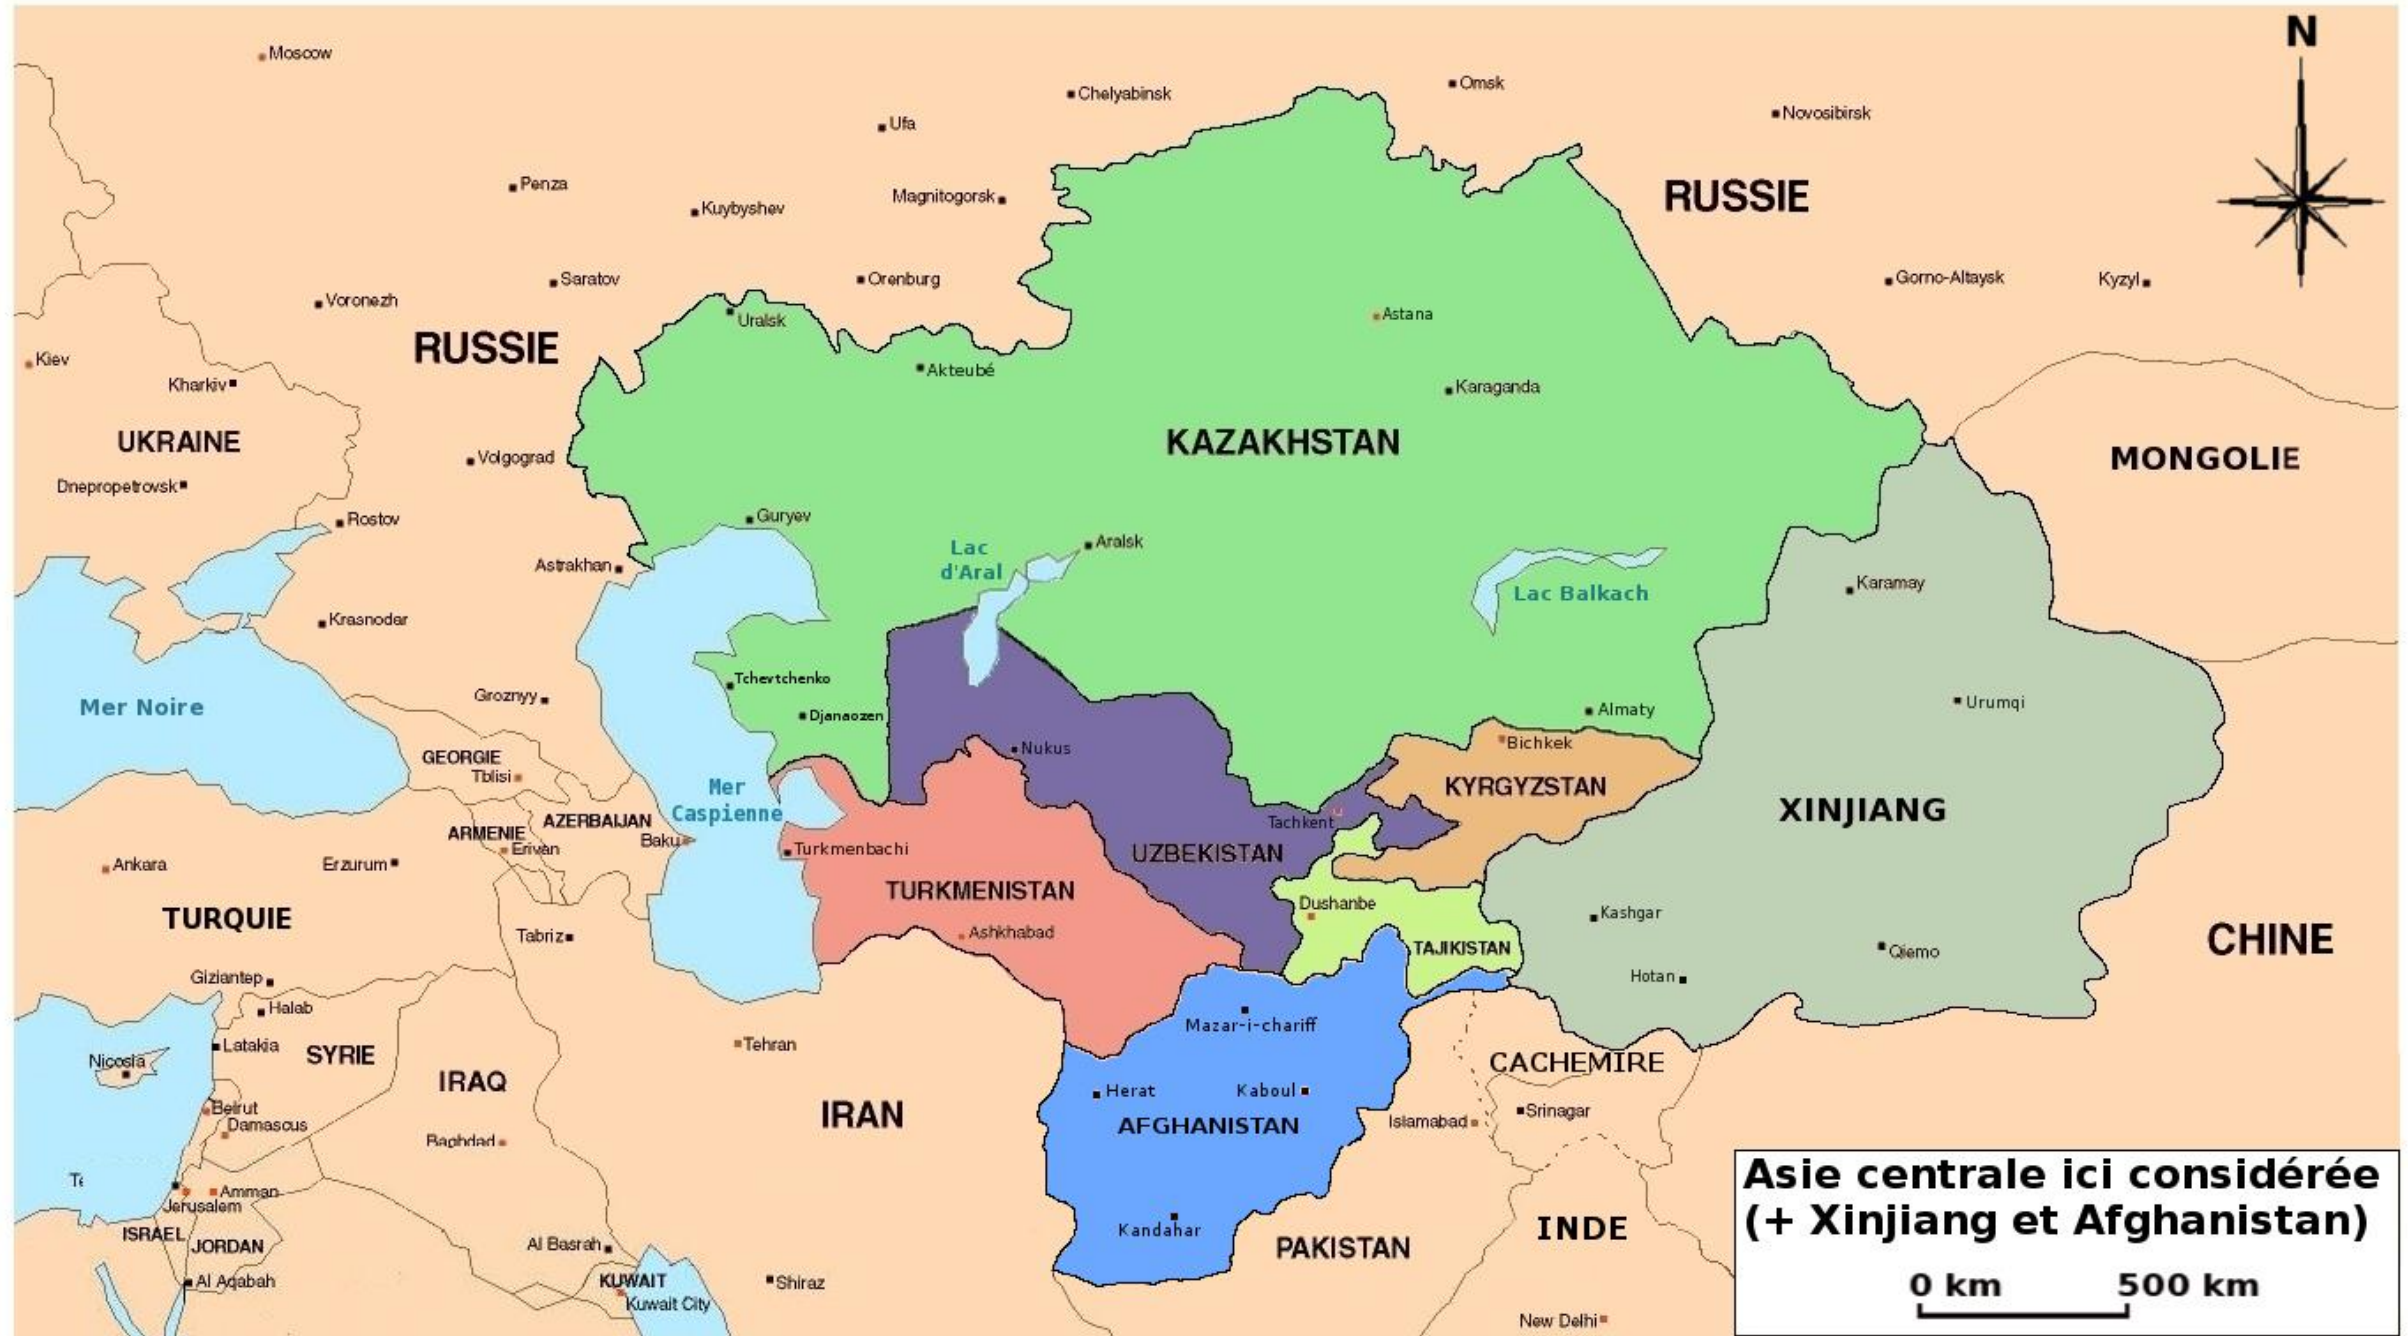 N
Moscow
Omsk
Chelyabinsk
Novosibirsk
Ufa
Penza
Magnitogorsk
RUSSIE
Kuybyshev
Saratov
Orenburg
Gorno-Altaysk
Kyzyl
Voronezh
Astana
Uralsk
RUSSIE
Kiev
Akteubé
Kharkiv
Karaganda
UKRAINE
KAZAKHSTAN
Volgograd
MONGOLIE
Dnepropetrovsk
Guryev
Rostov
Lac
d'Aral
Aralsk
Astrakhan
Karamay
Lac Balkach
Krasnodar
Tchevtchenko
Groznyy
Urumqi
Mer Noire
Djanaozen
Almaty
Nukus
Bichkek
GEORGIE
Tblisi
Mer
Caspienne
KYRGYZSTAN
XINJIANG
AZERBAIJAN
Tachkent
ARMENIE
Baku
Erivan
Turkmenbachi
UZBEKISTAN
Ankara
Erzurum
TURKMENISTAN
Dushanbe
Kashgar
TURQUIE
Ashkhabad
Tabriz
TAJIKISTAN
CHINE
Qiemo
Giziantep
Hotan
Halab
Mazar-i-chariff
Latakia
SYRIE
Tehran
Nicosia
CACHEMIRE
IRAQ
Herat
Kaboul
Beirut
IRAN
Srinagar
Damascus
AFGHANISTAN
Islamabad
Baghdad
Amman
Jerusalem
Asie centrale ici considérée
(+ Xinjiang et Afghanistan)
ISRAEL
JORDAN
Al Basrah
Kandahar
PAKISTAN
INDE
Al Aqabah
KUWAIT
Shiraz
Kuwait City
0 km 500 km
New Delhi